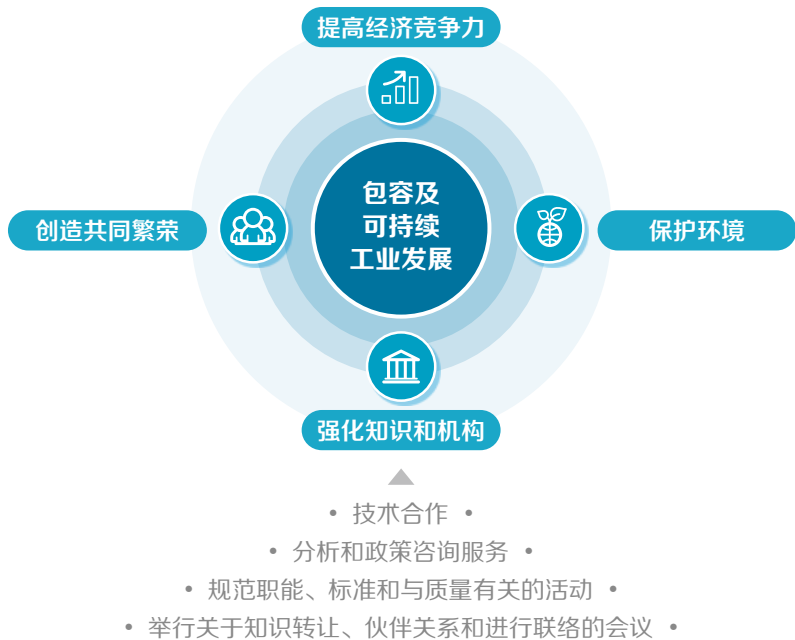 提高经济竞争力
包容及
可持续
工业发展
创造共同繁荣
保护环境
强化知识和机构
• 技术合作 •
• 分析和政策咨询服务 •
• 规范职能、标准和与质量有关的活动 •
• 举行关于知识转让、伙伴关系和进行联络的会议 •